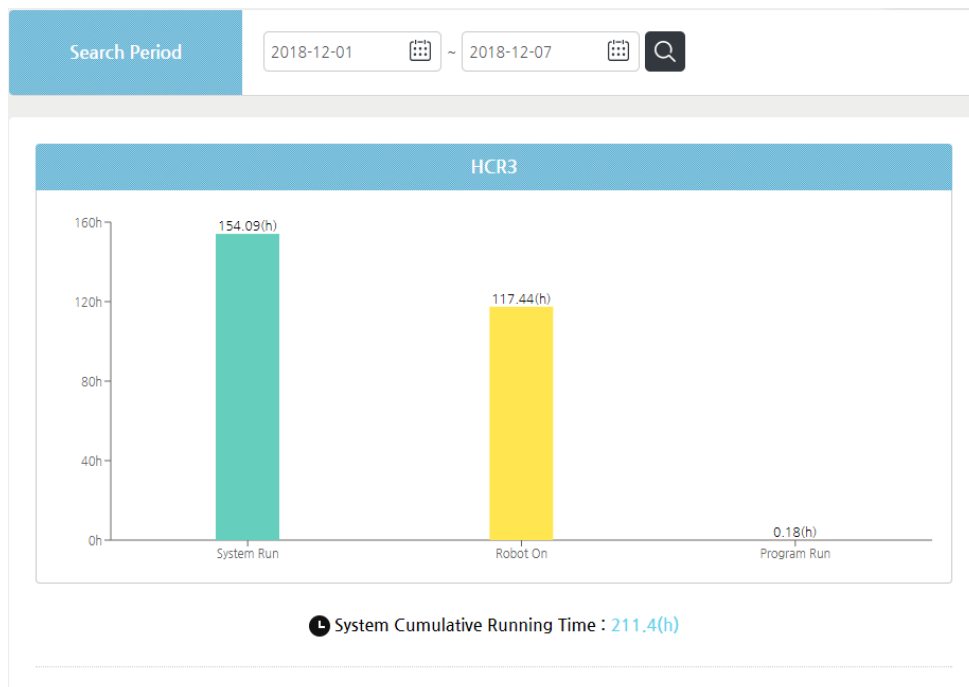 Search Period 2018-12-01 ~ 2018-12-07
HCR3
160h
154.09(h)
120h
117.44(h)
80h
40h
0h
0.18(h)
System Run Robot On Program Run
System Cumulative Running Time : 211.4(h)